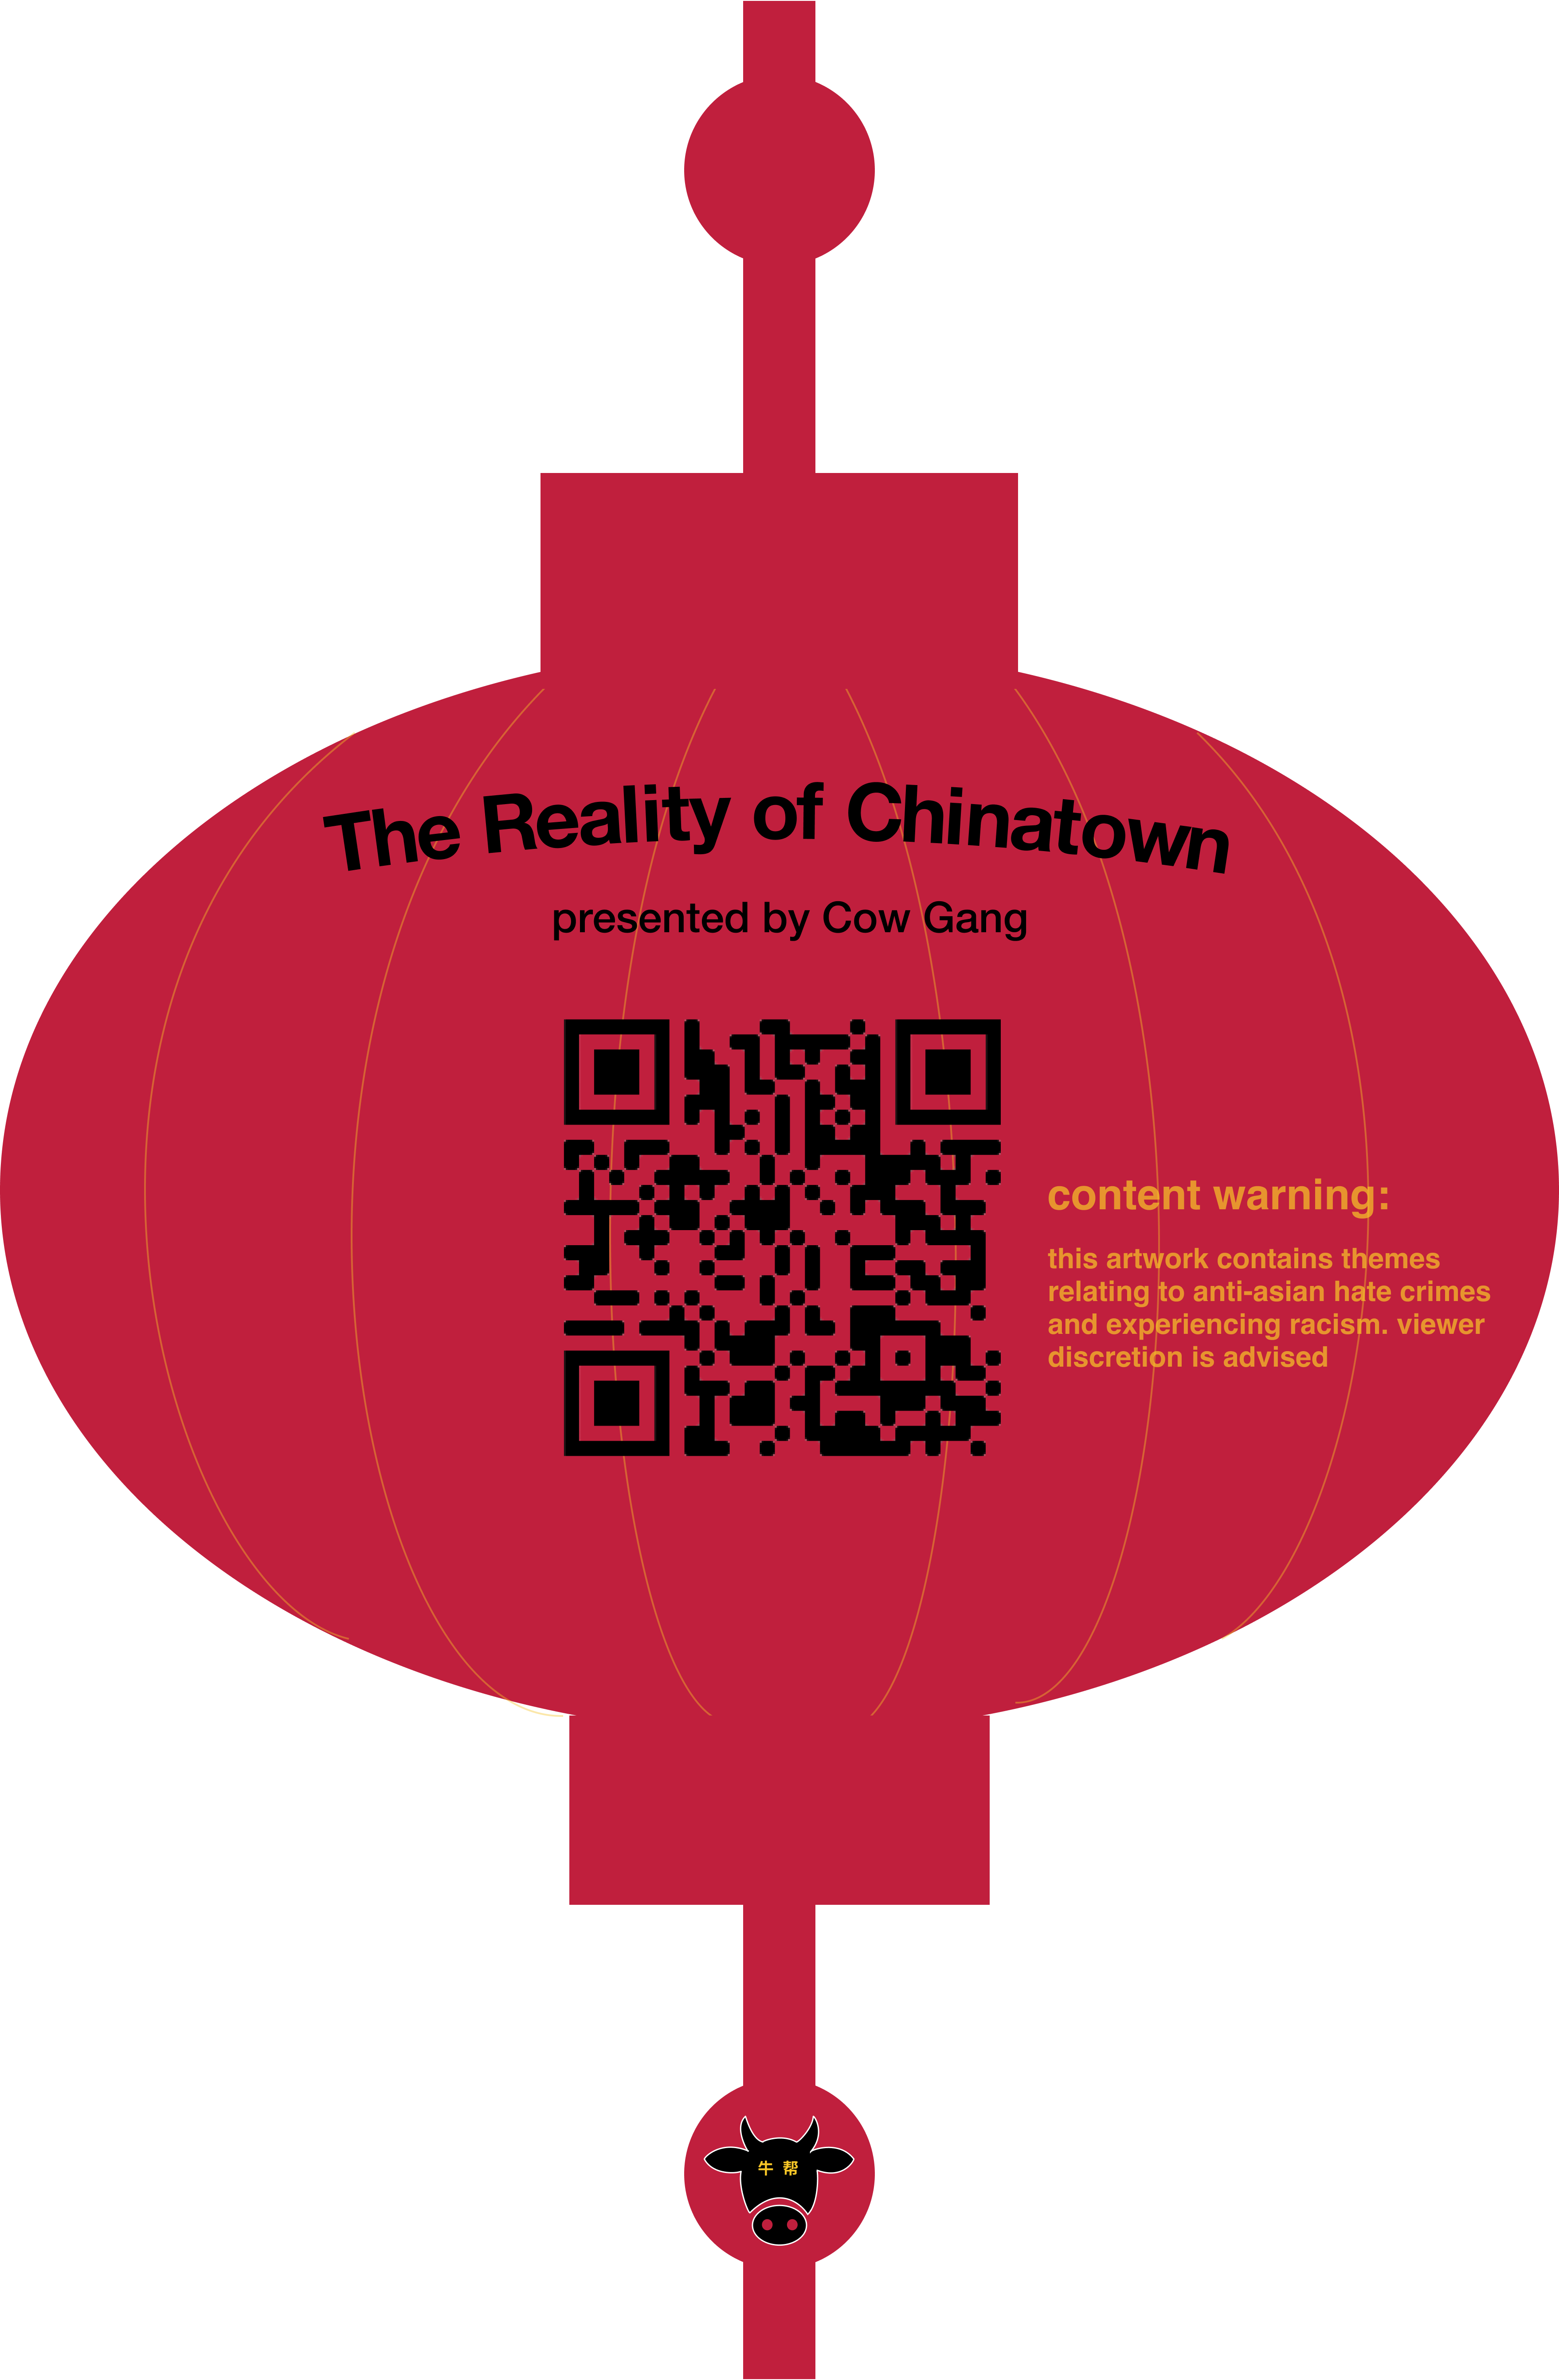 The Reality of Chinatown
presented by Cow Gang
content warning:
this artwork contains themes
relating to anti-asian hate crimes
and experiencing racism. viewer
discretion is advised
牛 帮